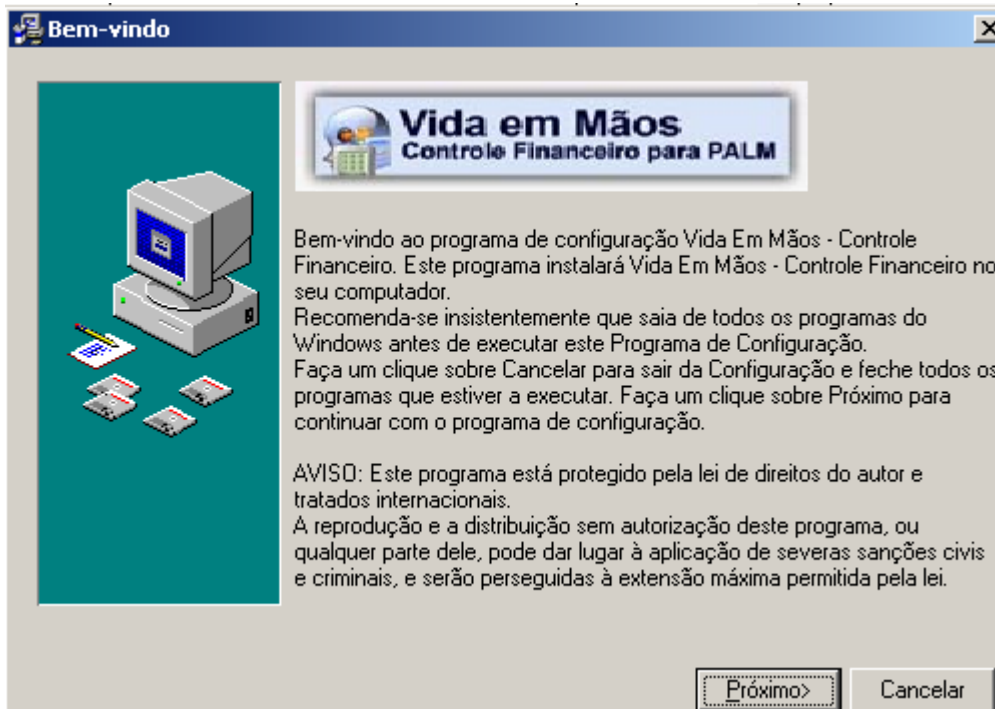 Bem-vindo
Vida em Mãos
Controle Financeiro para PALM
Bem-vindo ao programa de configuração Vida Em Mãos - Controle
Financeiro. Este programa instalará Vida Em Mãos - Controle Financeiro no
seu computador.
Recomenda-se insistentemente que saia de todos os programas do
Windows antes de executar este Programa de Configuração.
Faça um clique sobre Cancelar para sair da Configuração e feche todos os
programas que estiver a executar. Faça um clique sobre Próximo para
continuar com o programa de configuração.
AVISO: Este programa está protegido pela lei de direitos do autor e
tratados internacionais.
A reprodução e a distribuição sem autorização deste programa, ou
qualquer parte dele, pode dar lugar à aplicação de severas sanções civis
e criminais, e serão perseguidas à extensão máxima permitida pela lei.
Próximo>
Cancelar